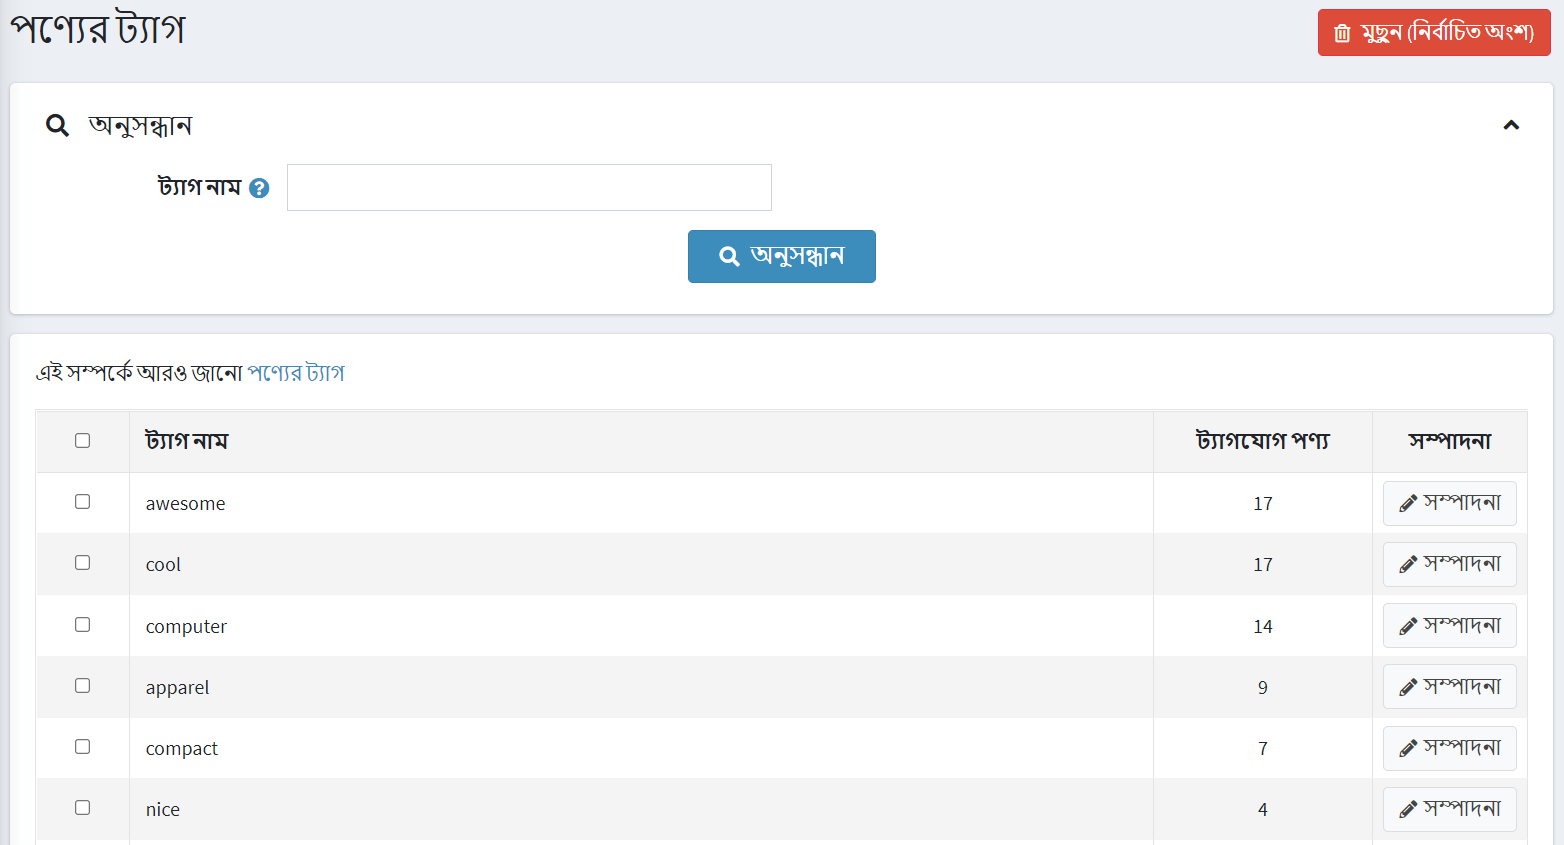 পণ্যের ট্যাগ
মুছুন (নির্বাচিত অংশ)
অনুসন্ধান
ট্যাগ নাম
অনুসন্ধান
এই সম্পর্কে আরও জানো পণ্যের ট্যাগ
ট্যাগ নাম ট্যাগযোগ পণ্য সম্পাদনা
awesome 17 সম্পাদনা
cool 17 সম্পাদনা
computer 14 সম্পাদনা
apparel 9 সম্পাদনা
compact 7 সম্পাদনা
nice 4 সম্পাদনা